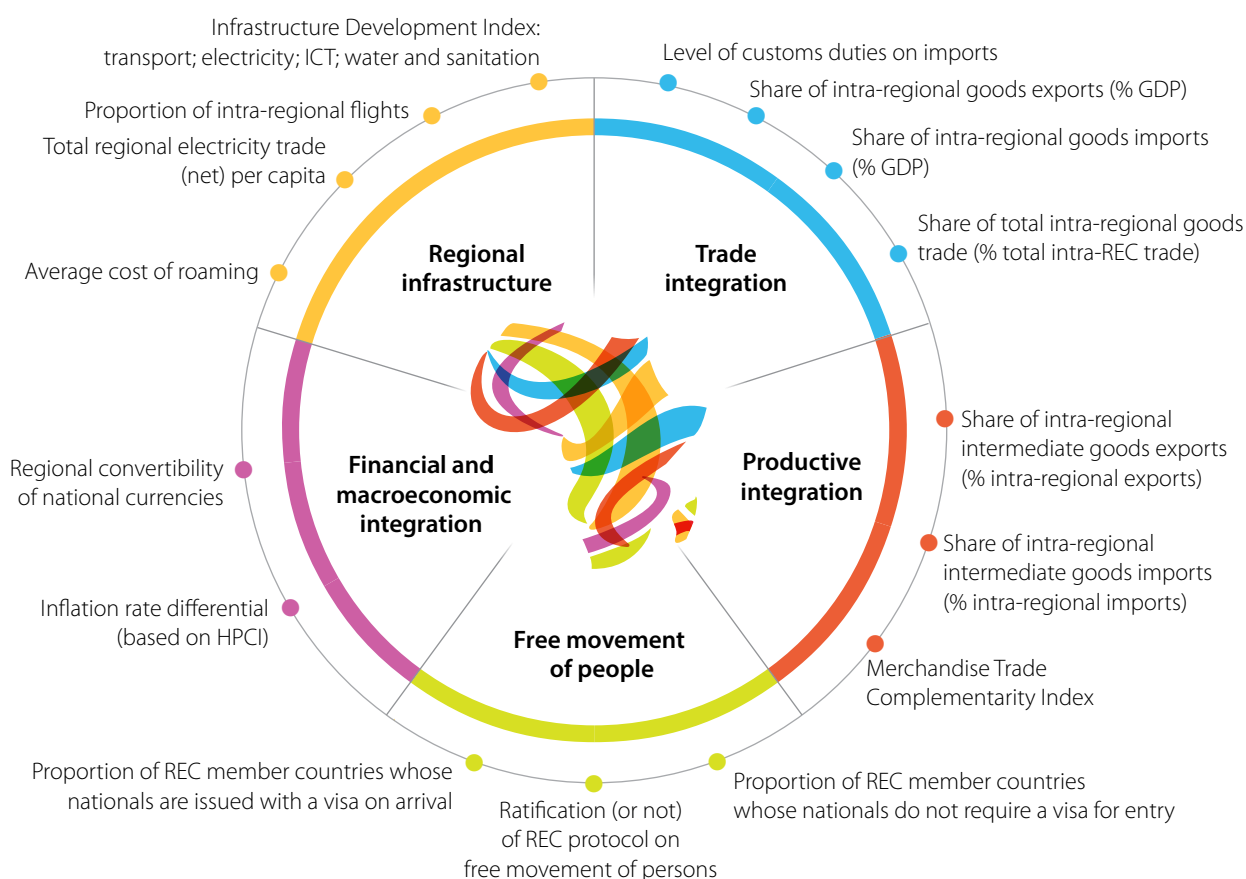 Infrastructure Development Index:
transport; electricity; ICT; water and sanitation
Proportion of intra-regional flights
Total regional electricity trade
(net) per capita
Average cost of roaming
Regional
infrastructure
Level of customs duties on imports
Share of intra-regional goods exports (% GDP)
Share of intra-regional goods imports
(% GDP)
Share of total intra-regional goods
trade (% total intra-REC trade)
Trade
integration
Share of intra-regional
intermediate goods exports
(% intra-regional exports)
Share of intra-regional
intermediate goods imports
(% intra-regional imports)
Merchandise Trade
Complementarity Index
Productive
integration
Proportion of REC member countries
whose nationals do not require a visa for entry
Ratification (or not)
of REC protocol on
free movement of persons
Proportion of REC member countries whose
nationals are issued with a visa on arrival
Free movement
of people
Inflation rate differential
(based on HPCI)
Regional convertibility
of national currencies
Financial and
macroeconomic
integration